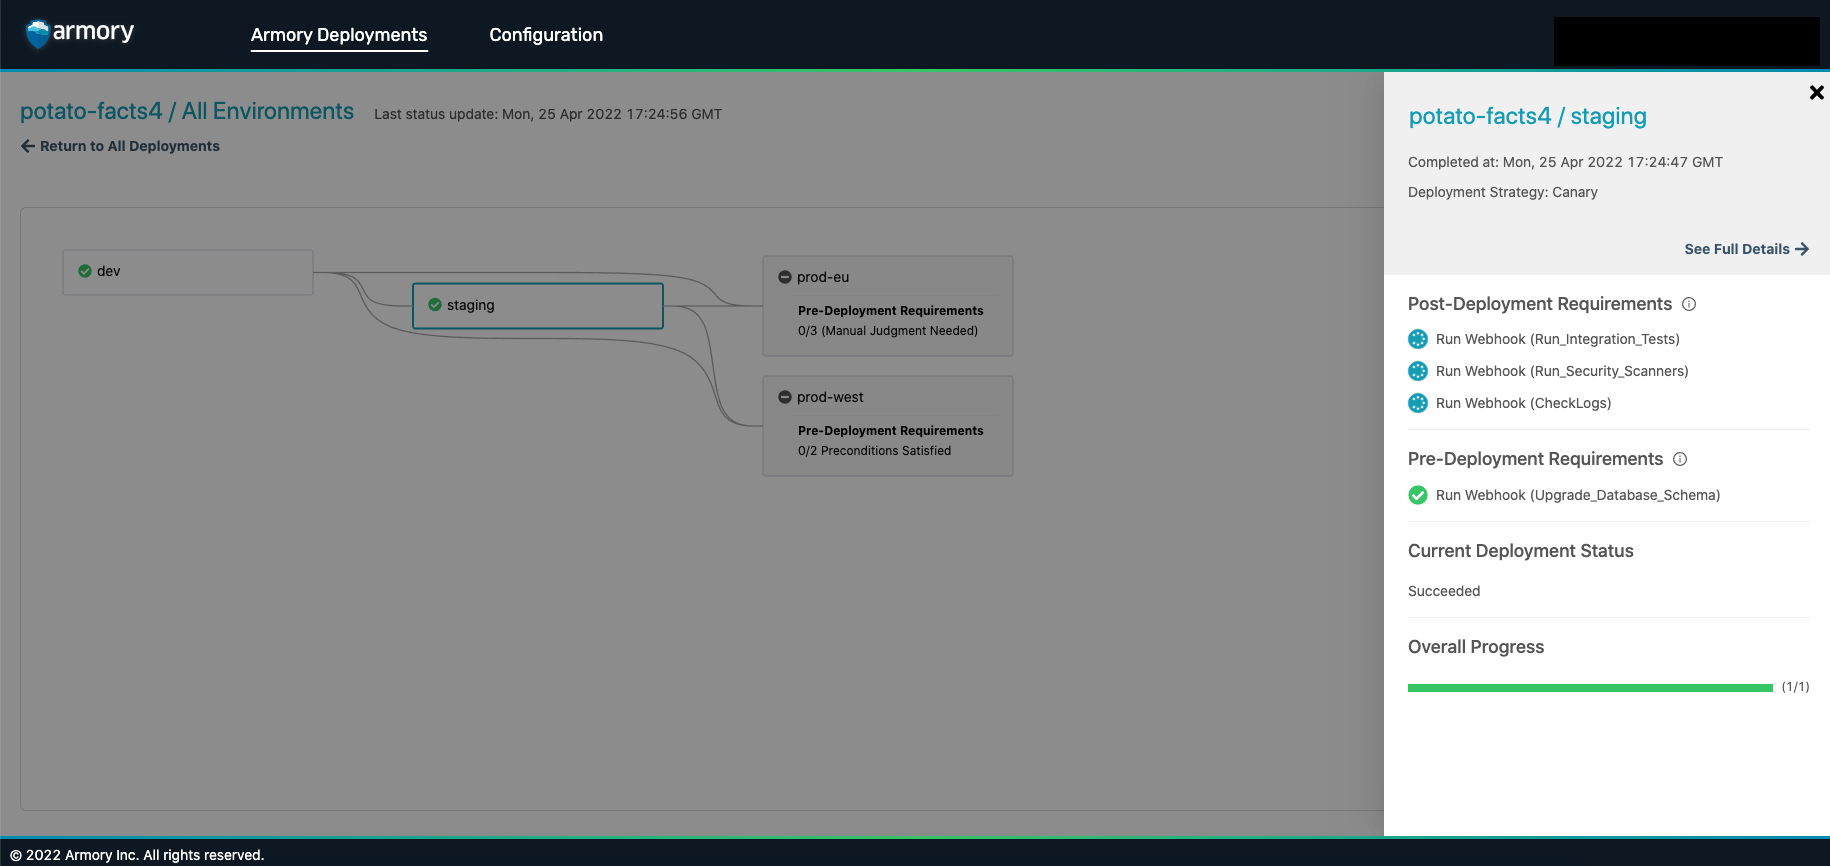 armory
Armory Deployments
Configuration
potato-facts4 / All Environments
Last status update: Mon, 25 Apr 2022 17:24:56 GMT
Return to All Deployments
dev
staging
prod-eu
Pre-Deployment Requirements
0/3 (Manual Judgment Needed)
prod-west
Pre-Deployment Requirements
0/2 Preconditions Satisfied
potato-facts4 / staging
Completed at: Mon, 25 Apr 2022 17:24:47 GMT
Deployment Strategy: Canary
See Full Details
Post-Deployment Requirements
Run Webhook (Run_Integration_Tests)
Run Webhook (Run_Security_Scanners)
Run Webhook (CheckLogs)
Pre-Deployment Requirements
Run Webhook (Upgrade_Database_Schema)
Current Deployment Status
Succeeded
Overall Progress
(1/1)
© 2022 Armory Inc. All rights reserved.